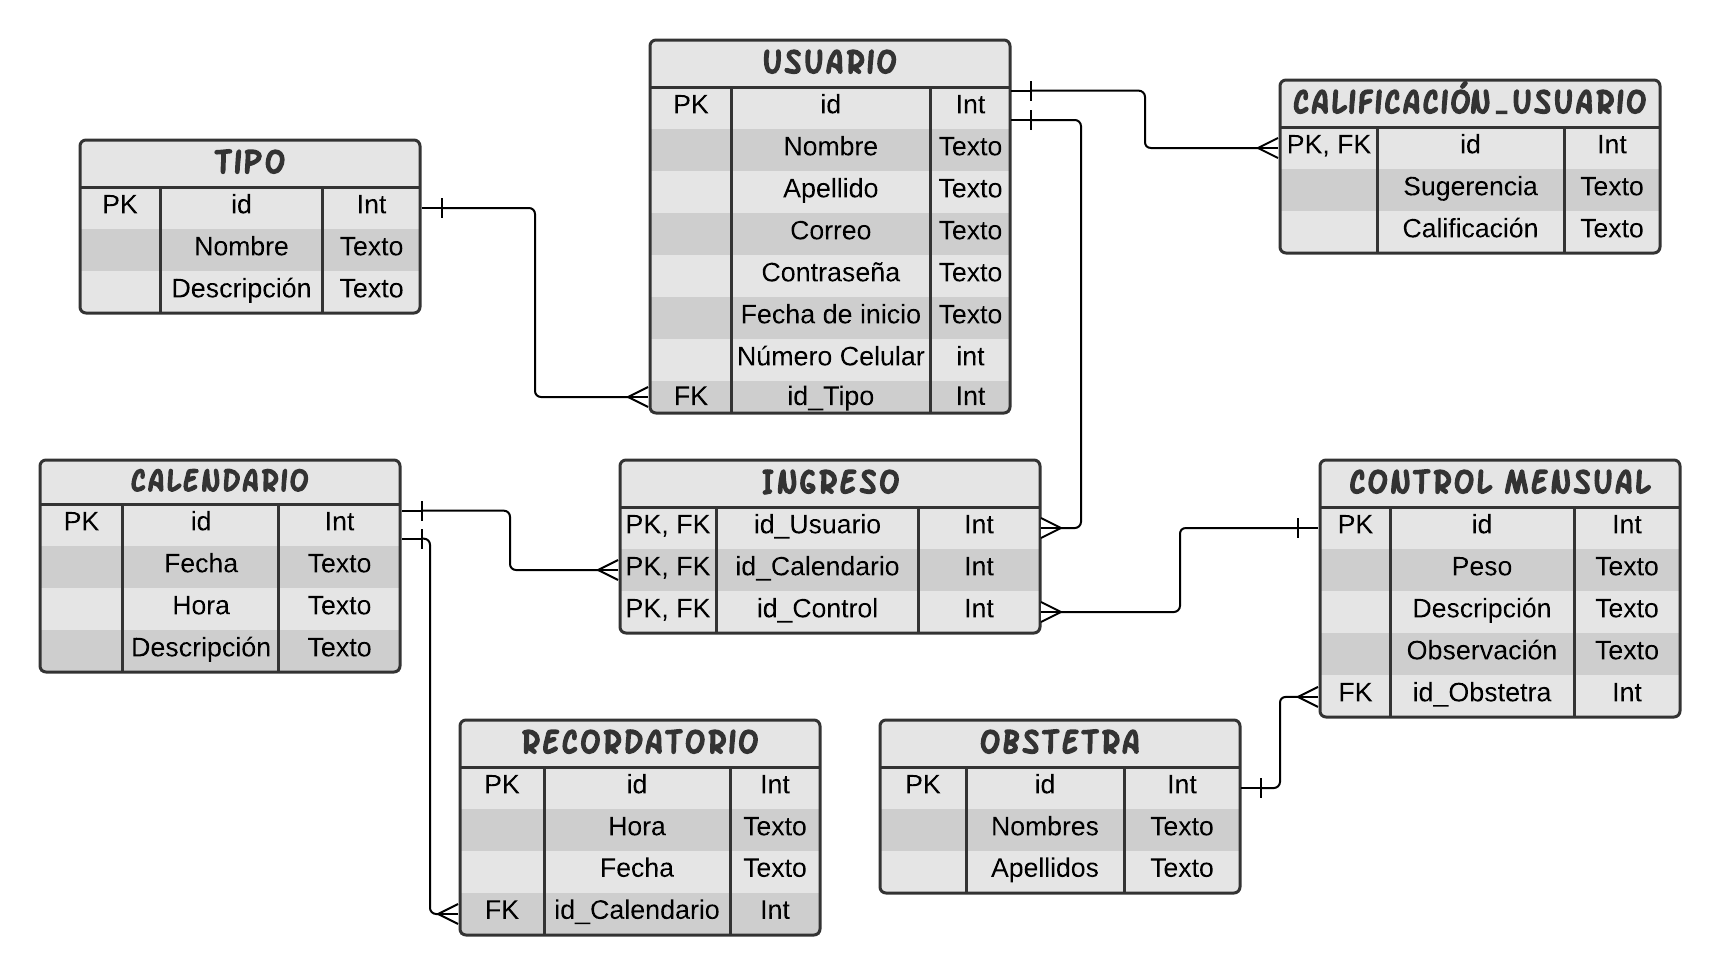 USUARIO
PK id Int
Nombre Texto
Apellido Texto
Correo Texto
Contraseña Texto
Fecha de inicio Texto
Número Celular int
FK id_Tipo Int
CALIFICACIÓN_USUARIO
PK, FK id Int
Sugerencia Texto
Calificación Texto
TIPO
PK id Int
Nombre Texto
Descripción Texto
CALENDARIO
PK id Int
Fecha Texto
Hora Texto
Descripción Texto
INGRESO
PK, FK id_Usuario Int
PK, FK id_Calendario Int
PK, FK id_Control Int
CONTROL MENSUAL
PK id Int
Peso Texto
Descripción Texto
Observación Texto
FK id_Obstetra Int
RECORDATORIO
PK id Int
Hora Texto
Fecha Texto
FK id_Calendario Int
OBSTETRA
PK id Int
Nombres Texto
Apellidos Texto